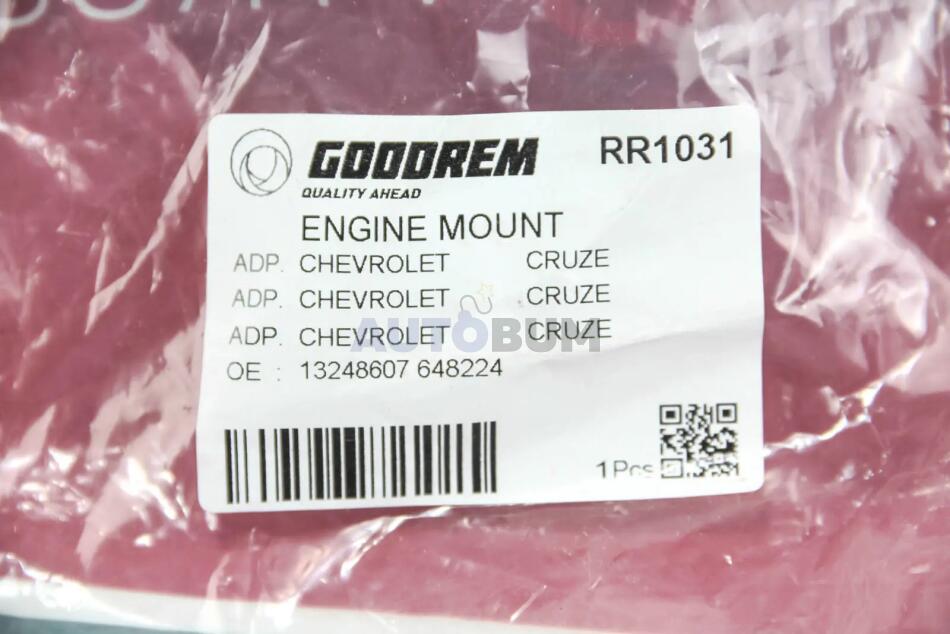 GOODREM RR1031
QUALITY AHEAD
ENGINE MOUNT
ADP. CHEVROLET CRUZE
ADP. CHEVROLET CRUZE
ADP. CHEVROLET CRUZE
AUTOBUM
OE : 13248607 648224
1Pcs